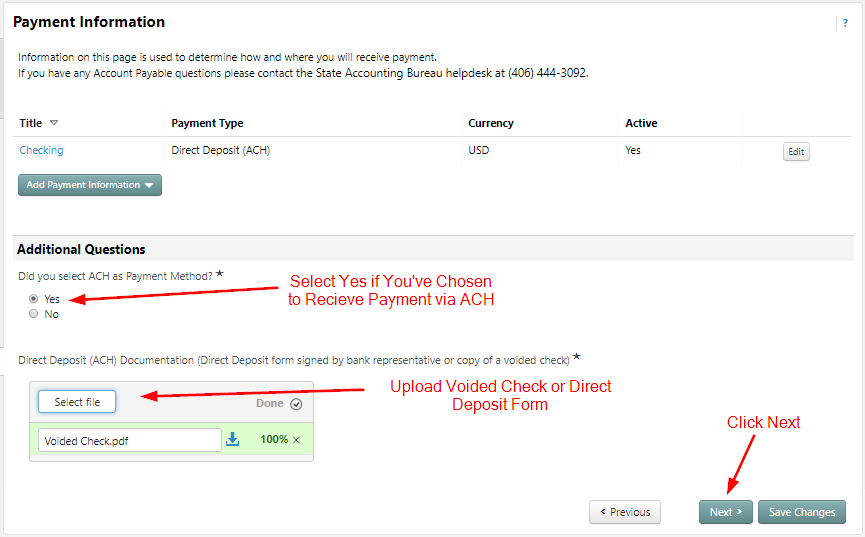 Payment Information
?
Information on this page is used to determine how and where you will receive payment.
If you have any Account Payable questions please contact the State Accounting Bureau helpdesk at (406) 444-3092.
Title Payment Type Currency Active
Checking Direct Deposit (ACH) USD Yes Edit
Add Payment Information
Additional Questions
Did you select ACH as Payment Method? ★
Yes
No
Select Yes if You've Chosen
to Recieve Payment via ACH
Direct Deposit (ACH) Documentation (Direct Deposit form signed by bank representative or copy of a voided check) ★
Select file Done
Voided Check.pdf 100% ×
Upload Voided Check or Direct
Deposit Form
Click Next
< Previous Next > Save Changes